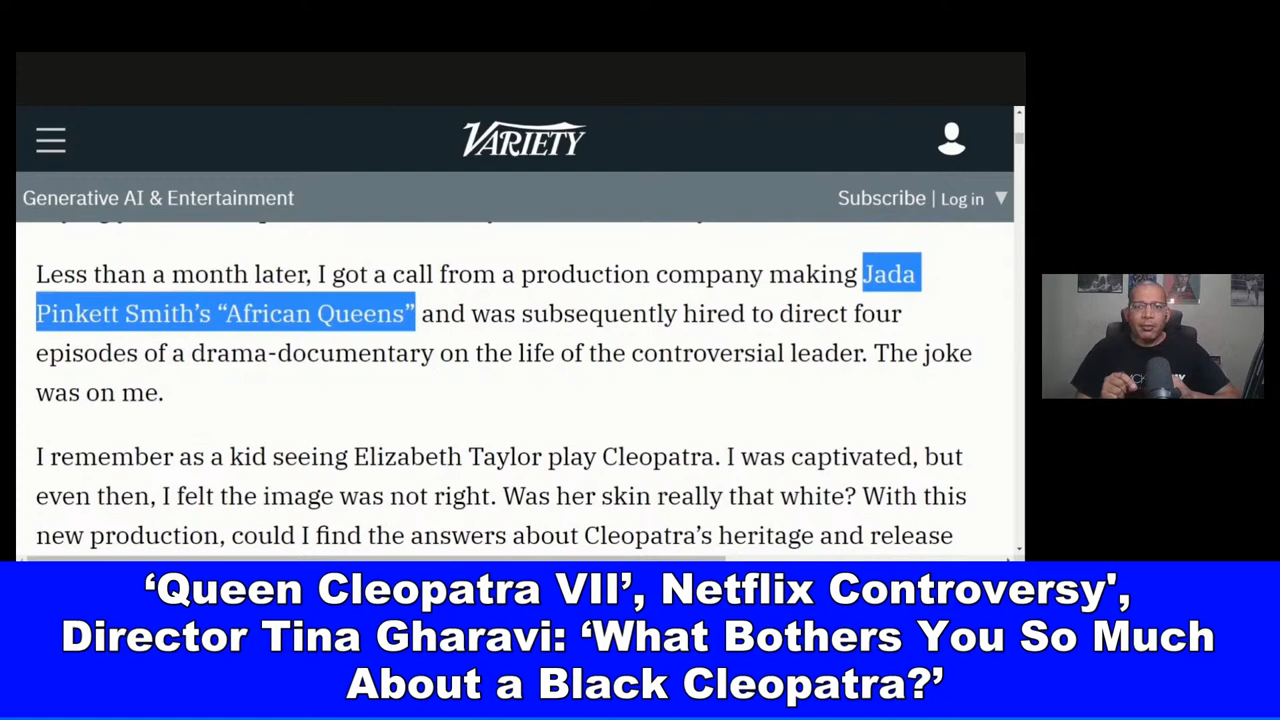 VARIETY
Generative AI & Entertainment
Subscribe | Log in ▼
Less than a month later, I got a call from a production company making Jada
Pinkett Smith’s “African Queens” and was subsequently hired to direct four
episodes of a drama-documentary on the life of the controversial leader. The joke
was on me.
I remember as a kid seeing Elizabeth Taylor play Cleopatra. I was captivated, but
even then, I felt the image was not right. Was her skin really that white? With this
new production, could I find the answers about Cleopatra’s heritage and release
‘Queen Cleopatra VII’, Netflix Controversy',
Director Tina Gharavi: ‘What Bothers You So Much
About a Black Cleopatra?’